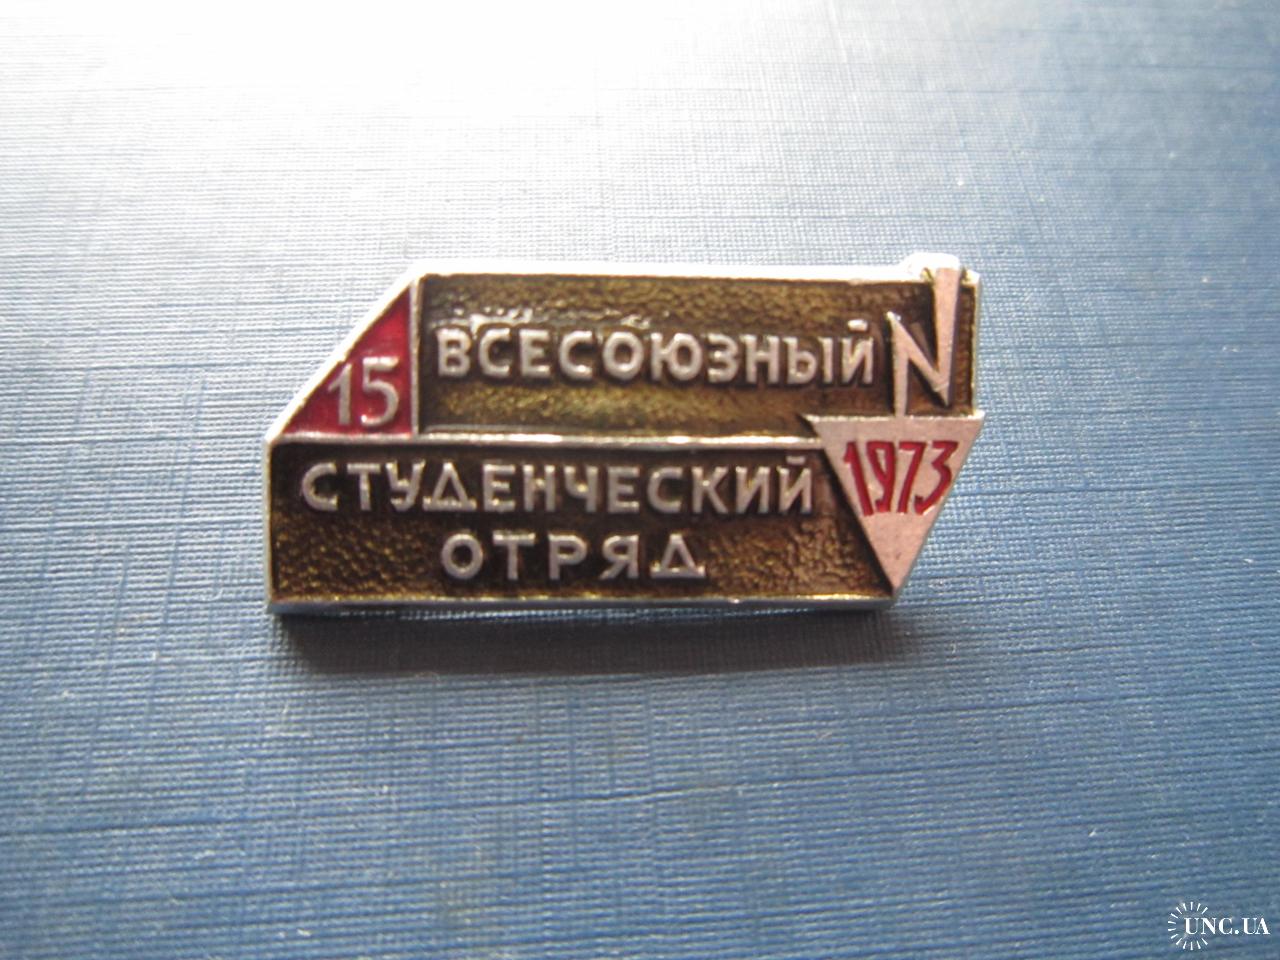 15 ВСЕСОЮЗНЫЙ
СТУДЕНЧЕСКИЙ
ОТРЯД
1973
UNC.UA